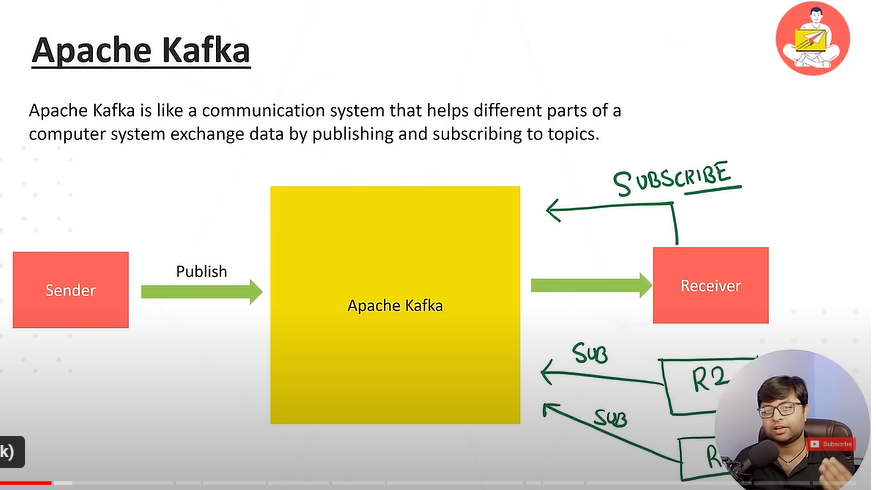 Apache Kafka
Apache Kafka is like a communication system that helps different parts of a
computer system exchange data by publishing and subscribing to topics.
SUBSCRIBE
Sender
Publish
Apache Kafka
Receiver
SUB
R2
SUB
R
Subscribe
k)